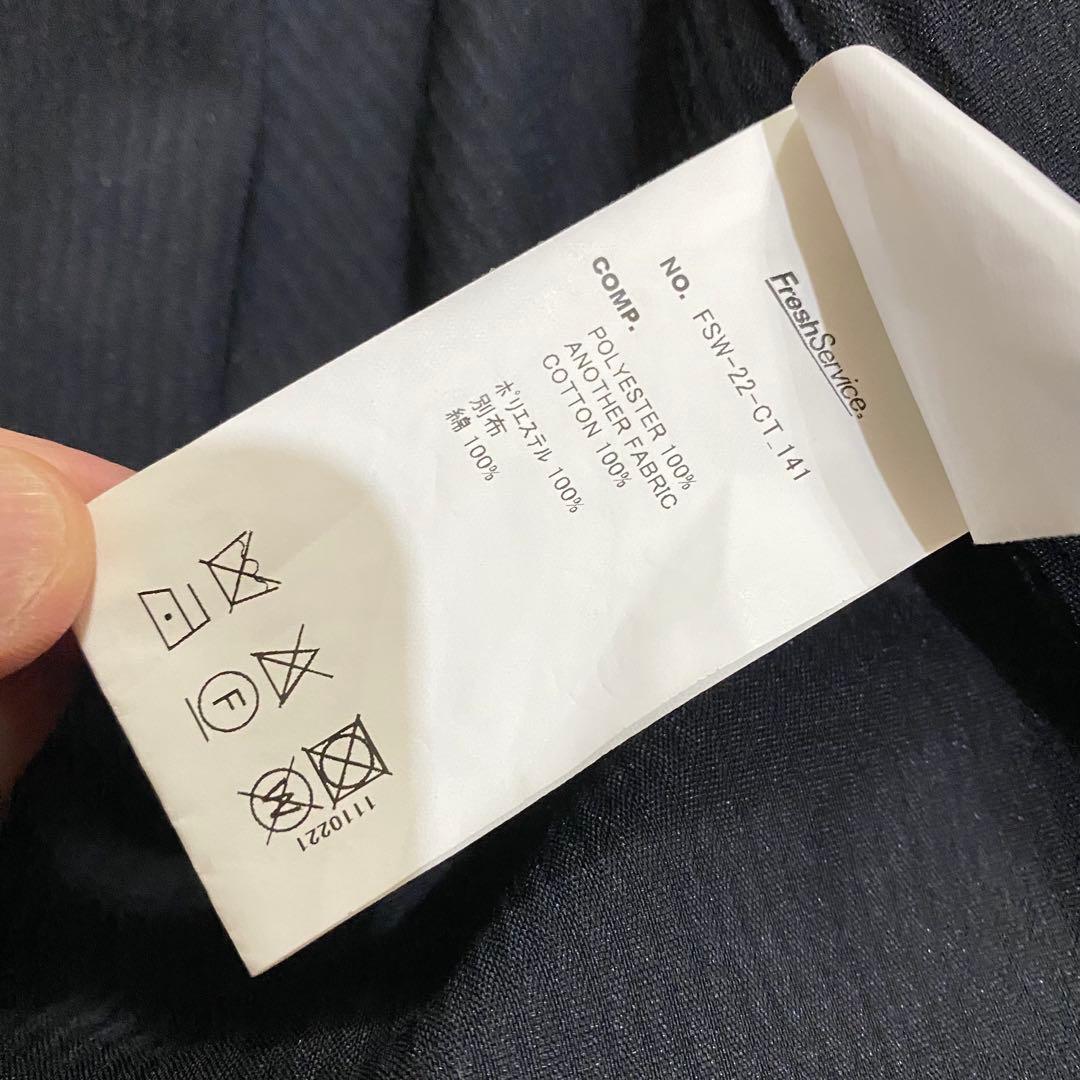 FreshService.
NO. FSW-22-CT_141
COMP.
POLYESTER 100%
ANOTHER FABRIC
COTTON 100%
ポリエステル 100%
別布
綿 100%
F
W
1110221